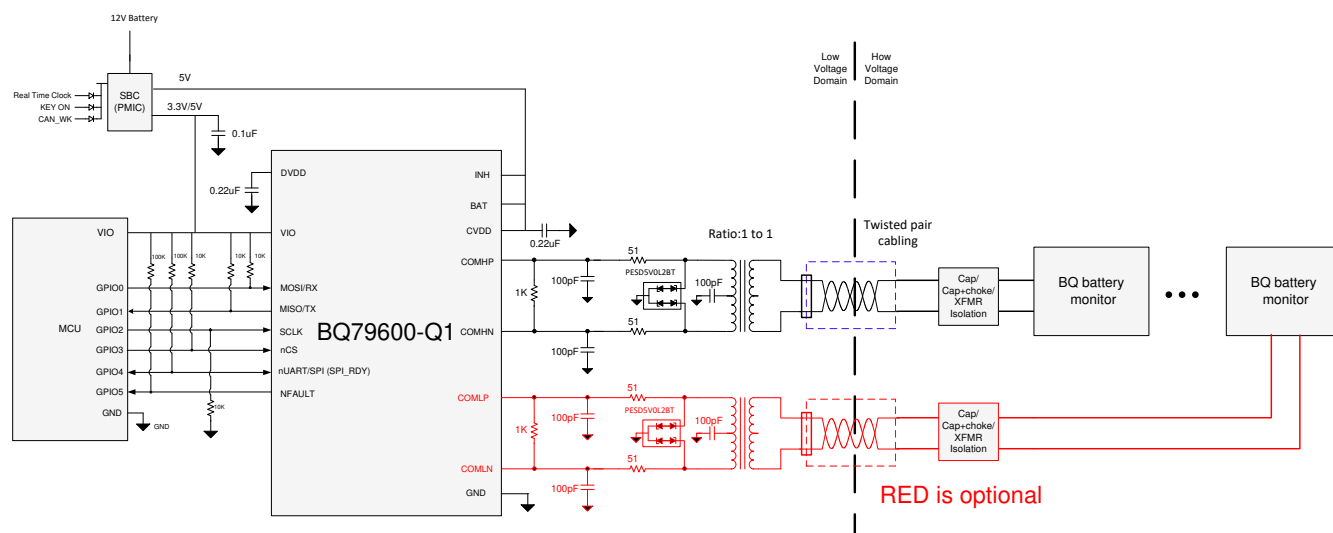 12V Battery
Real Time Clock
KEY ON
CAN_WK
SBC
(PMIC)
5V
3.3V/5V
0.1uF
Low
Voltage
Domain
How
Voltage
Domain
MCU
VIO
GPIO0
GPIO1
GPIO2
GPIO3
GPIO4
GPIO5
GND
GND
100K
100K
10K
10K
10K
10K
0.22uF
BQ79600-Q1
DVDD
VIO
MOSI/RX
MISO/TX
SCLK
nCS
nUART/SPI (SPI_RDY)
NFAULT
INH
BAT
CVDD
COMHP
COMHN
COMLP
COMLN
GND
0.22uF
1K
100pF
100pF
51
PESD5V0L2BT
51
100pF
Ratio:1 to 1
Twisted pair
cabling
Cap/
Cap+choke/
XFMR
Isolation
BQ battery
monitor
BQ battery
monitor
1K
100pF
100pF
51
PESD5V0L2BT
51
100pF
Cap/
Cap+choke/
XFMR
Isolation
RED is optional